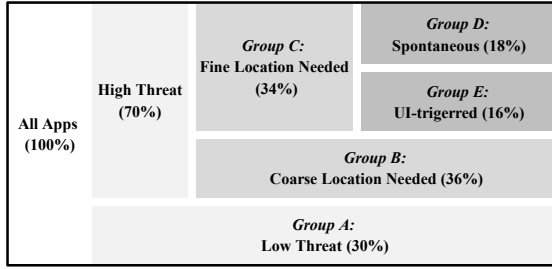 All Apps
(100%)
High Threat
(70%)
Group C:
Fine Location Needed
(34%)
Group D:
Spontaneous (18%)
Group E:
UI-trigerred (16%)
Group B:
Coarse Location Needed (36%)
Group A:
Low Threat (30%)